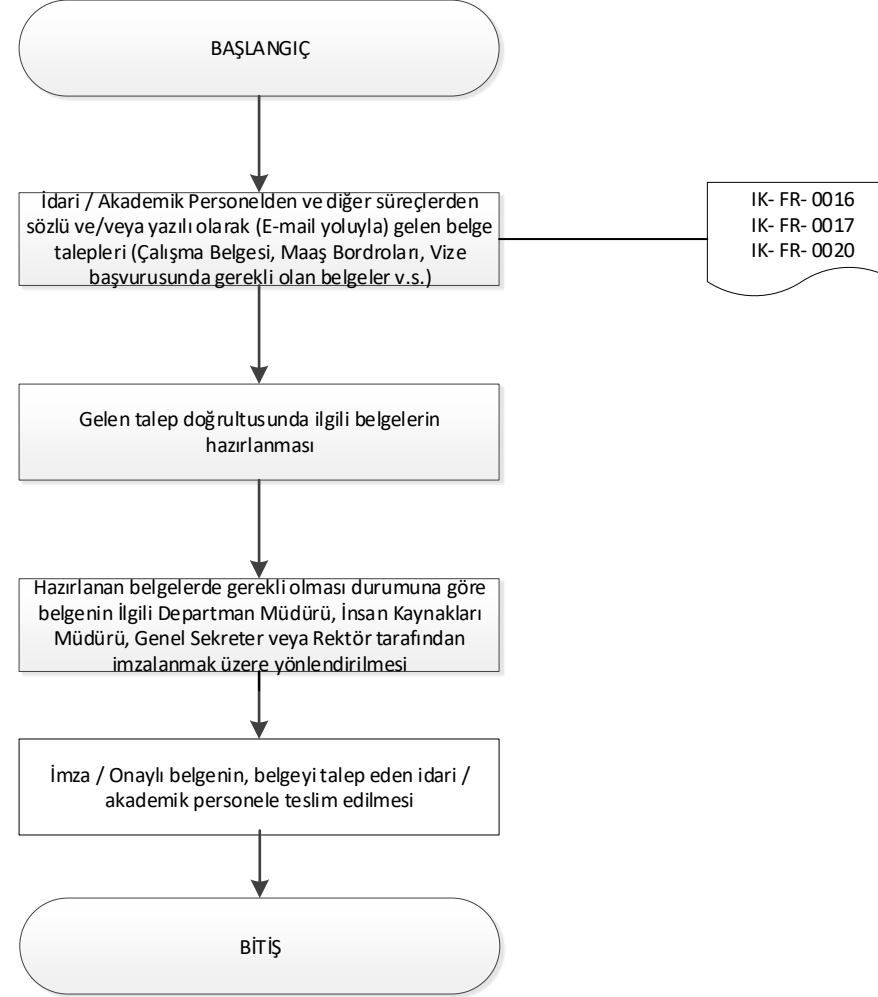 BAŞLANGIÇ
İdari / Akademik Personelden ve diğer süreçlerden
sözlü ve/veya yazılı olarak (E-mail yoluyla) gelen belge
talepleri (Çalışma Belgesi, Maaş Bordroları, Vize
başvurusunda gerekli olan belgeler v.s.)
IK- FR- 0016
IK- FR- 0017
IK- FR- 0020
Gelen talep doğrultusunda ilgili belgelerin
hazırlanması
Hazırlanan belgelerde gerekli olması durumuna göre
belgenin İlgili Departman Müdürü, İnsan Kaynakları
Müdürü, Genel Sekreter veya Rektör tarafından
imzalanmak üzere yönlendirilmesi
İmza / Onaylı belgenin, belgeyi talep eden idari /
akademik personele teslim edilmesi
BİTİŞ